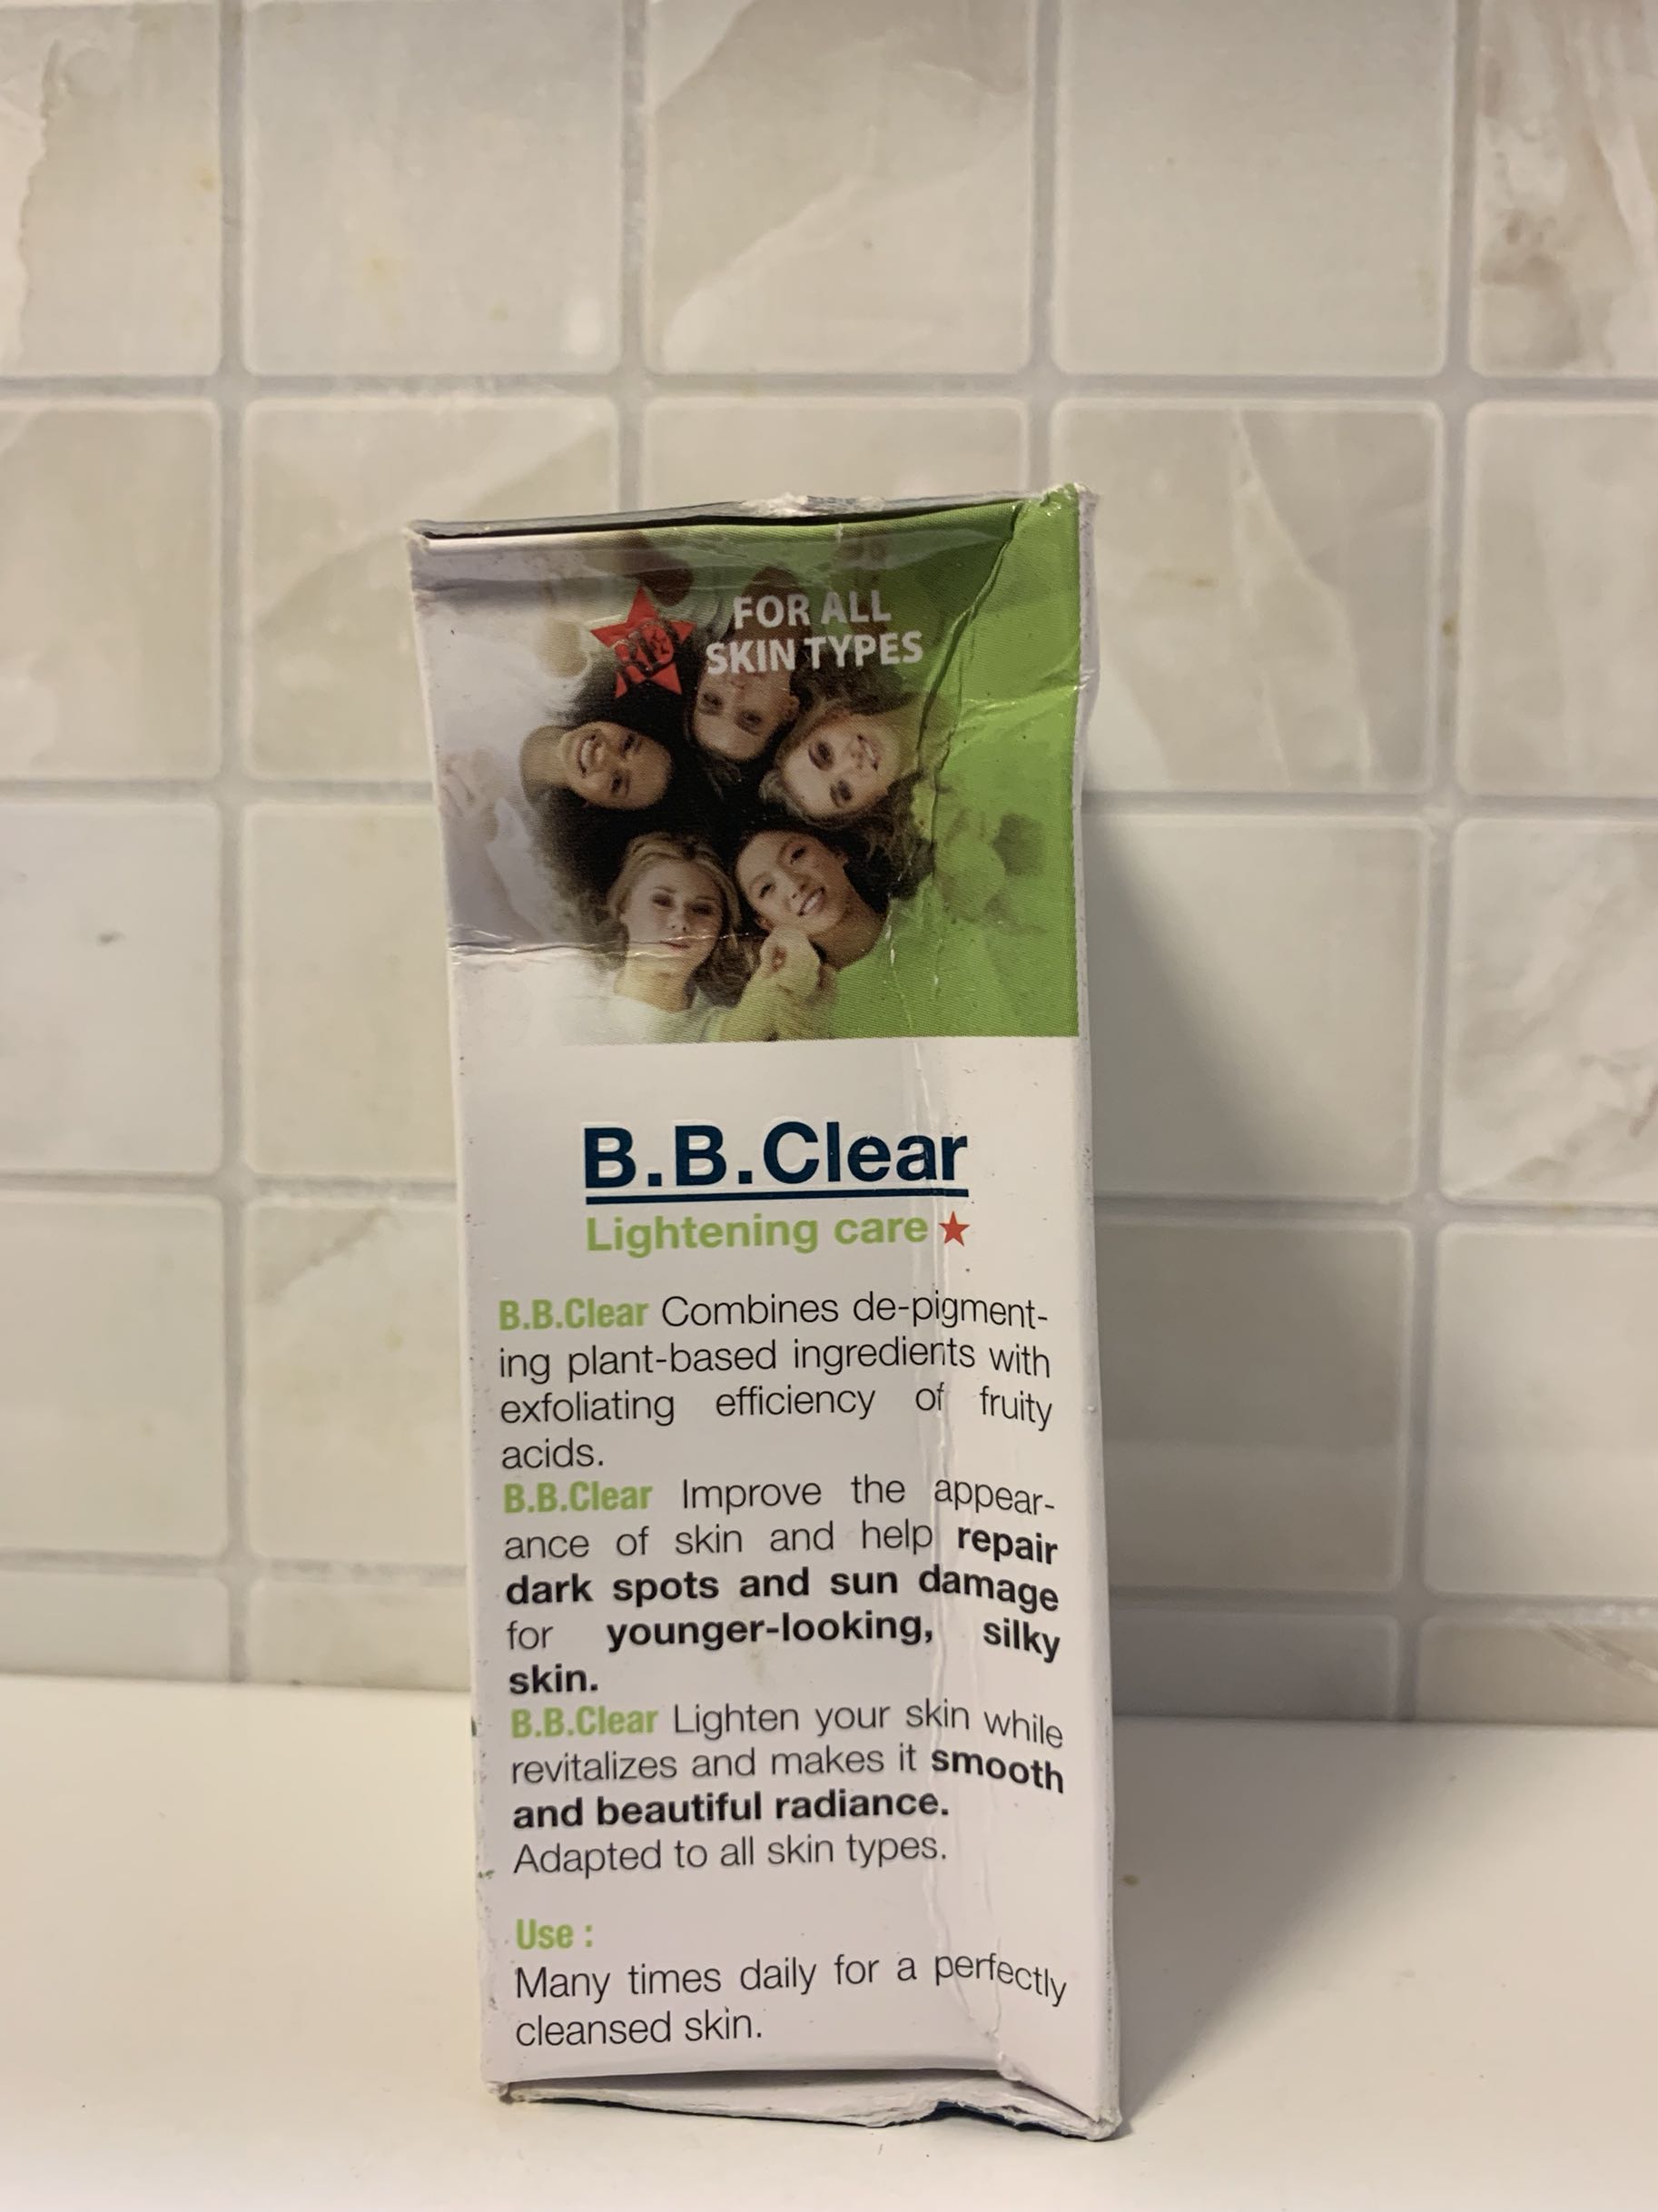 FOR ALL
SKIN TYPES
B.B.Clear
Lightening care
B.B.Clear Combines de-pigment-
ing plant-based ingredients with
exfoliating efficiency of fruity
acids.
B.B.Clear Improve the appear-
ance of skin and help repair
dark spots and sun damage
for younger-looking, silky
skin.
B.B.Clear Lighten your skin while
revitalizes and makes it smooth
and beautiful radiance.
Adapted to all skin types.
Use :
Many times daily for a perfectly
cleansed skin.